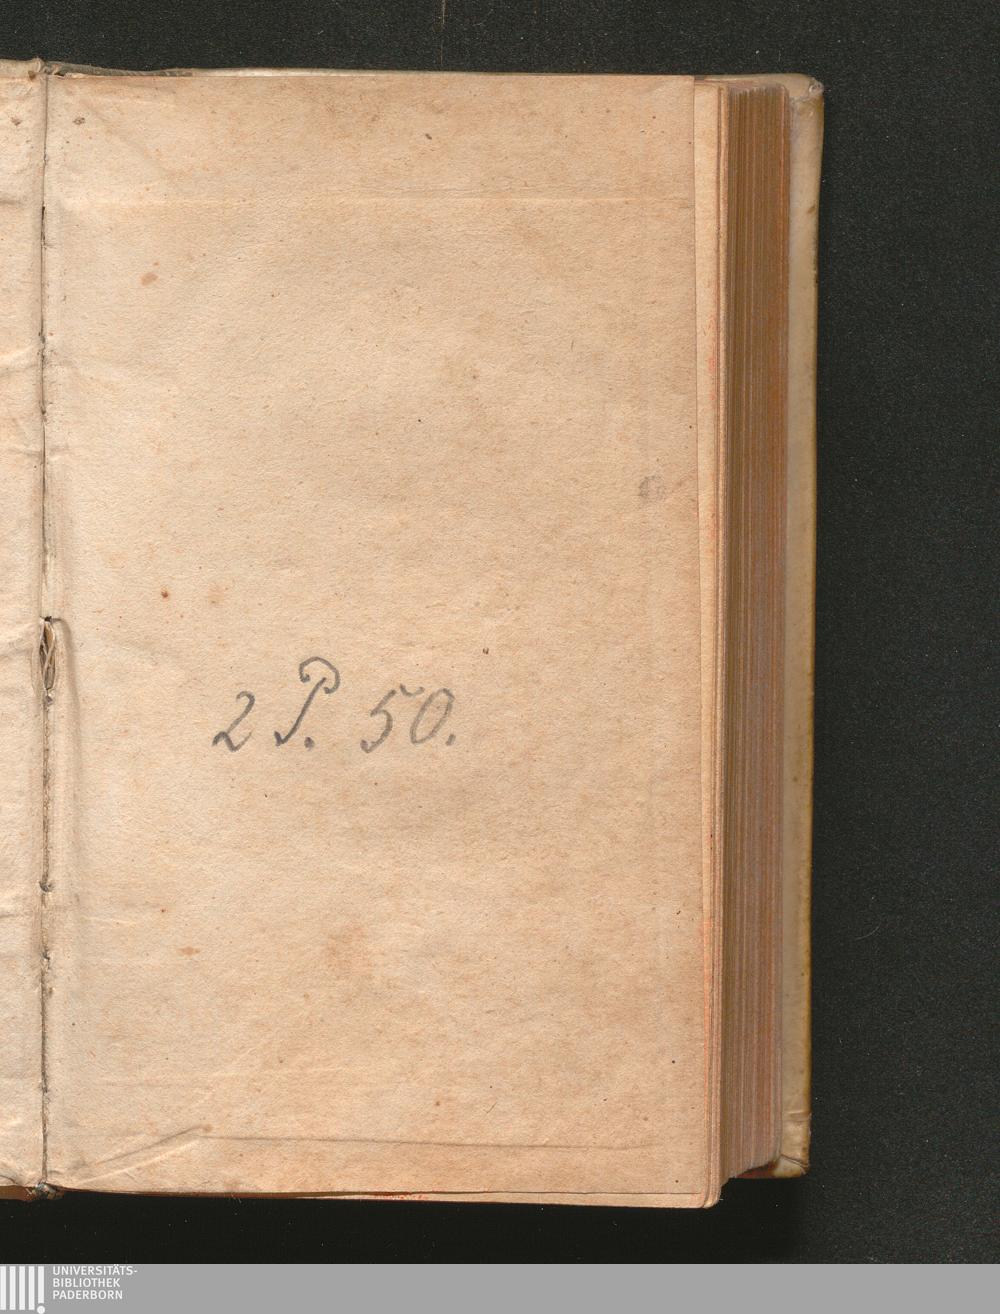 2 P. 50.
UNIVERSITÄTS-
BIBLIOTHEK
PADERBORN